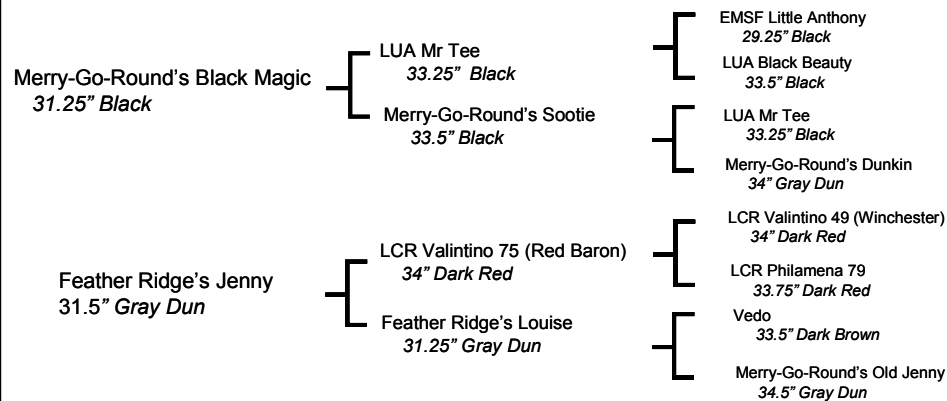 Merry-Go-Round’s Black Magic
31.25” Black
LUA Mr Tee
33.25” Black
Merry-Go-Round’s Sootie
33.5” Black
EMSF Little Anthony
29.25” Black
LUA Black Beauty
33.5” Black
LUA Mr Tee
33.25” Black
Merry-Go-Round’s Dunkin
34” Gray Dun
Feather Ridge’s Jenny
31.5” Gray Dun
LCR Valintino 75 (Red Baron)
34” Dark Red
Feather Ridge’s Louise
31.25” Gray Dun
LCR Valintino 49 (Winchester)
34” Dark Red
LCR Philamena 79
33.75” Dark Red
Vedo
33.5” Dark Brown
Merry-Go-Round’s Old Jenny
34.5” Gray Dun